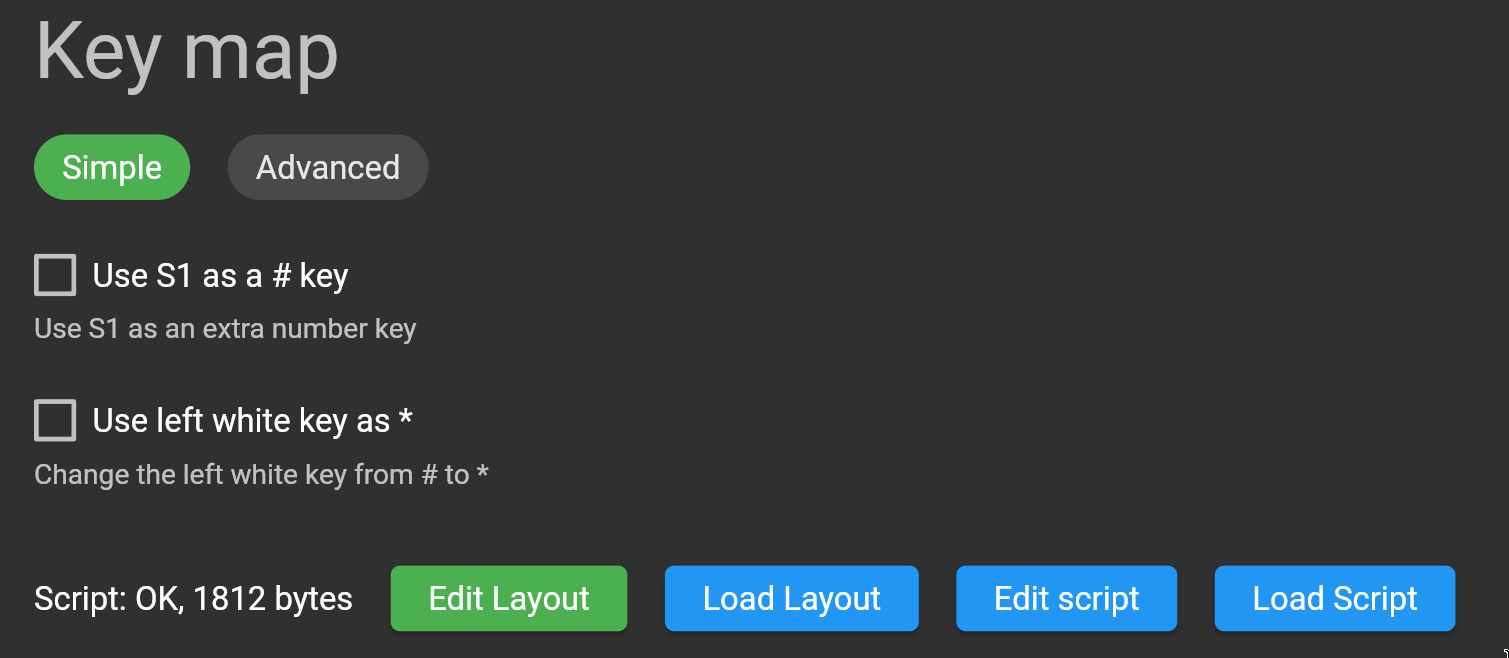 Key map
Simple Advanced
Use S1 as a # key
Use S1 as an extra number key
Use left white key as *
Change the left white key from # to *
Script: OK, 1812 bytes Edit Layout Load Layout Edit script Load Script